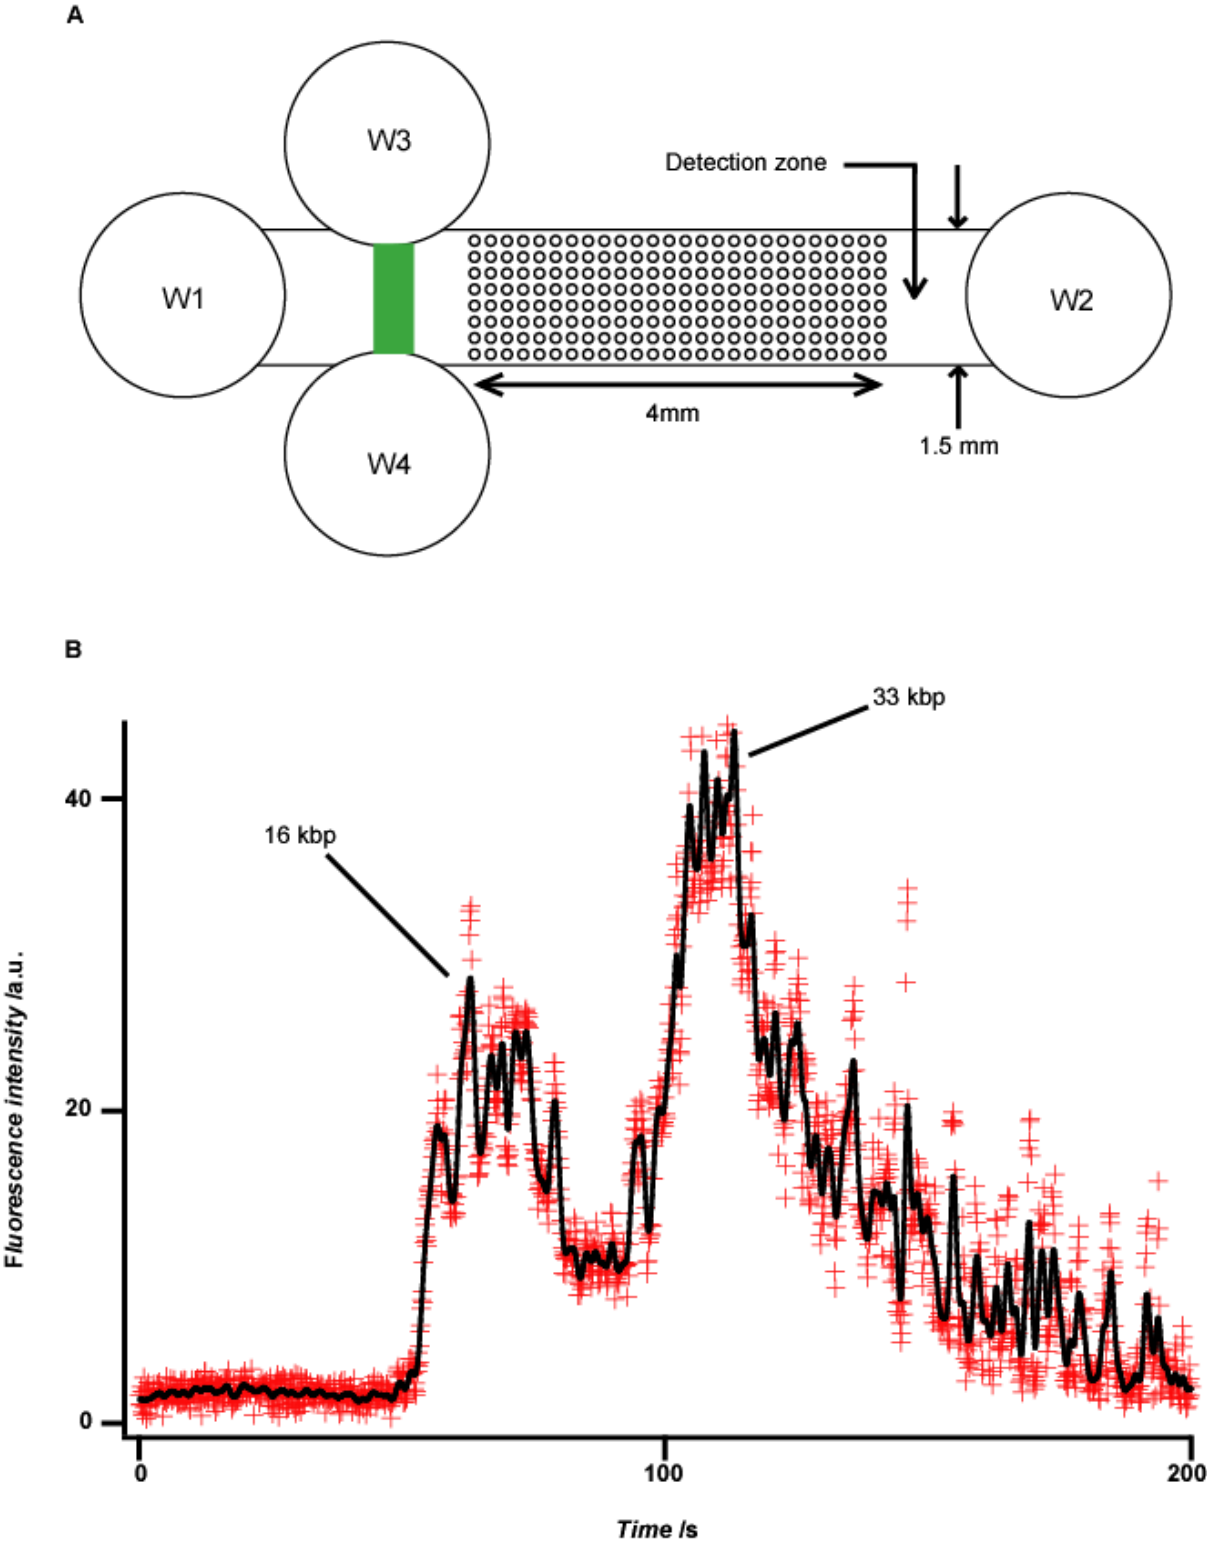 A
W3
Detection zone
W1
W2
4mm
1.5 mm
W4
B
33 kbp
40
16 kbp
Fluorescence intensity /a.u.
20
0
0
100
200
Time /s